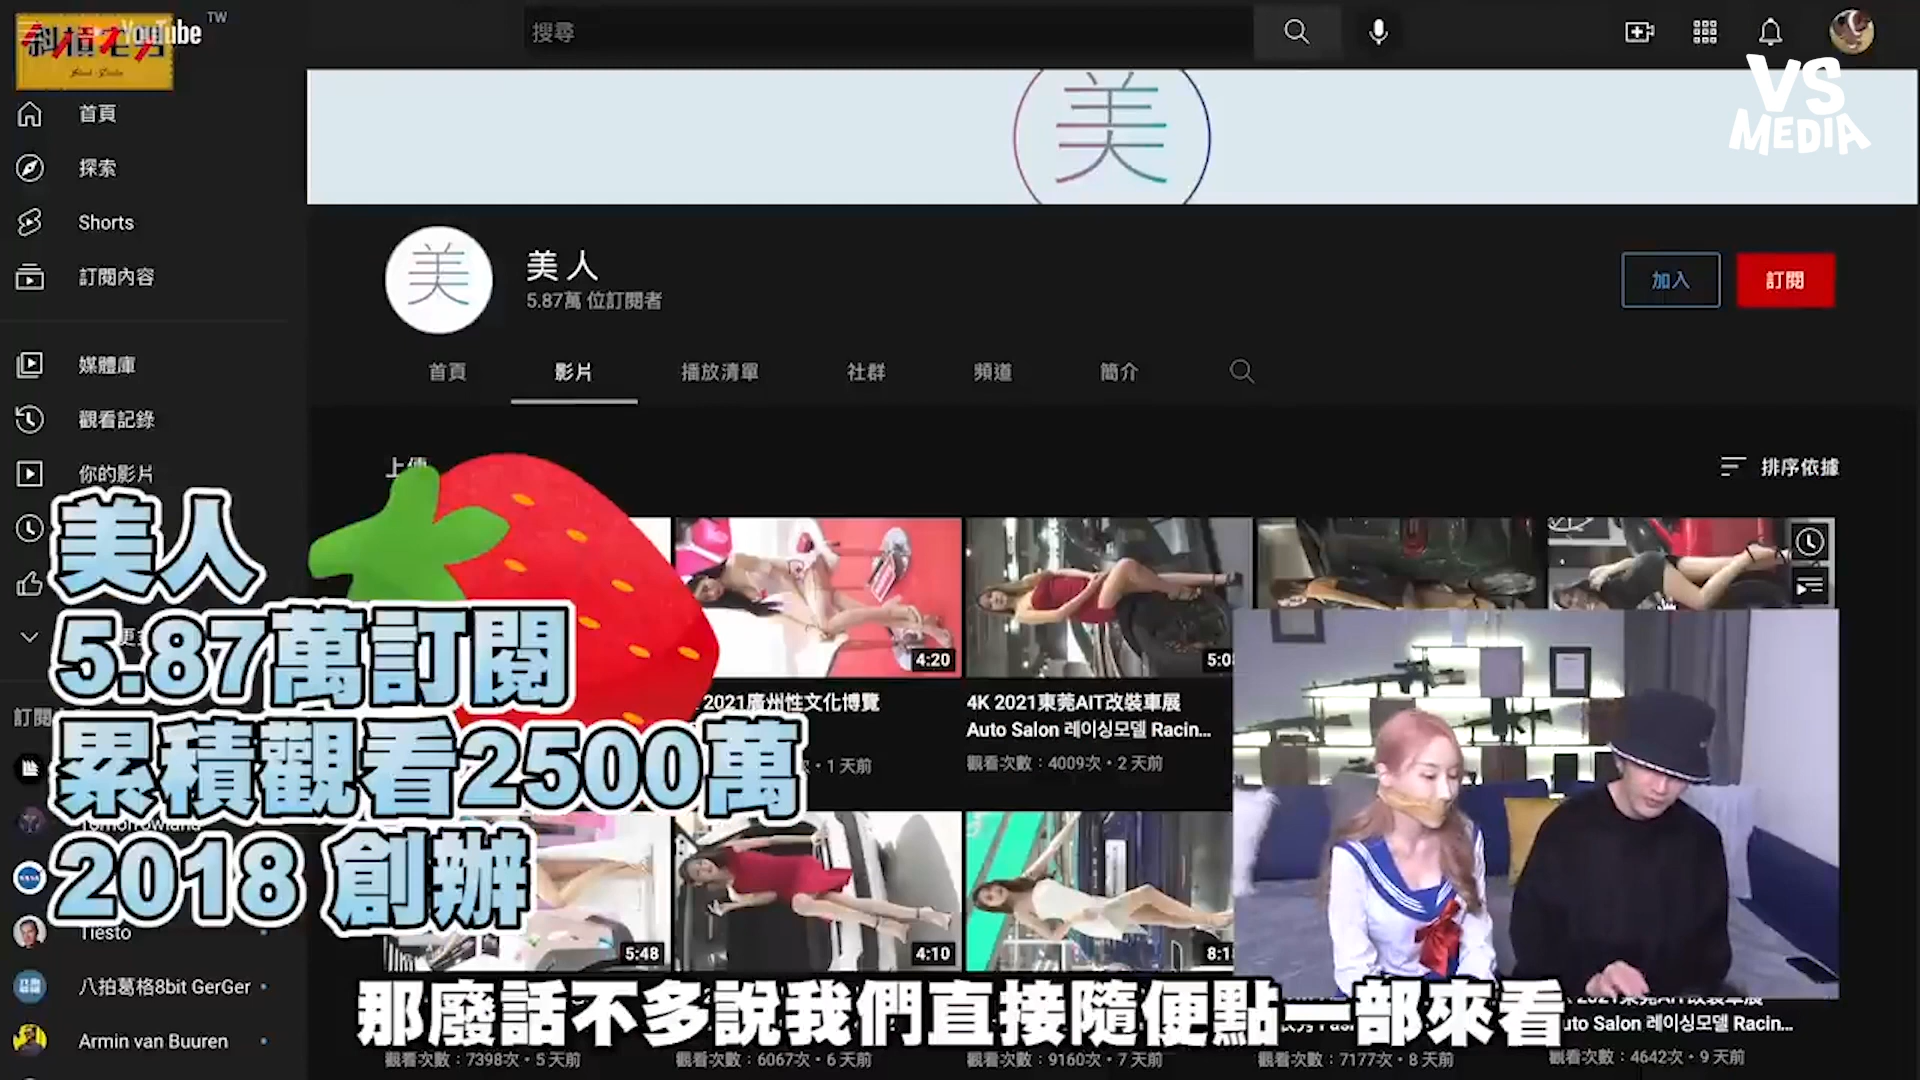 YouTube
TW
搜尋
斜槓宅男
VS
MEDIA
首頁
探索
Shorts
訂閱內容
媒體庫
觀看記錄
你的影片
美
美
美 人
5.87萬 位訂閱者
加入
訂閱
首頁
影片
播放清單
社群
頻道
簡介
排序依據
美人
5.87萬訂閱
累積觀看2500萬
2018 創辦
4:20
2021廣州性文化博覽
1 天前
4K 2021東莞AIT改裝車展
Auto Salon 레이싱모델 Racin...
觀看次數：4009次・2 天前
Tiësto
八拍葛格8bit GerGer
Armin van Buuren
5:48
4:10
那廢話不多說我們直接隨便點一部來看
uto Salon 레이싱모델 Racin...
觀看次數：7398次・5 天前
觀看次數：6067次・6 天前
觀看次數：9160次・7 天前
觀看次數：7177次・8 天前
觀看次數：4642次・9 天前